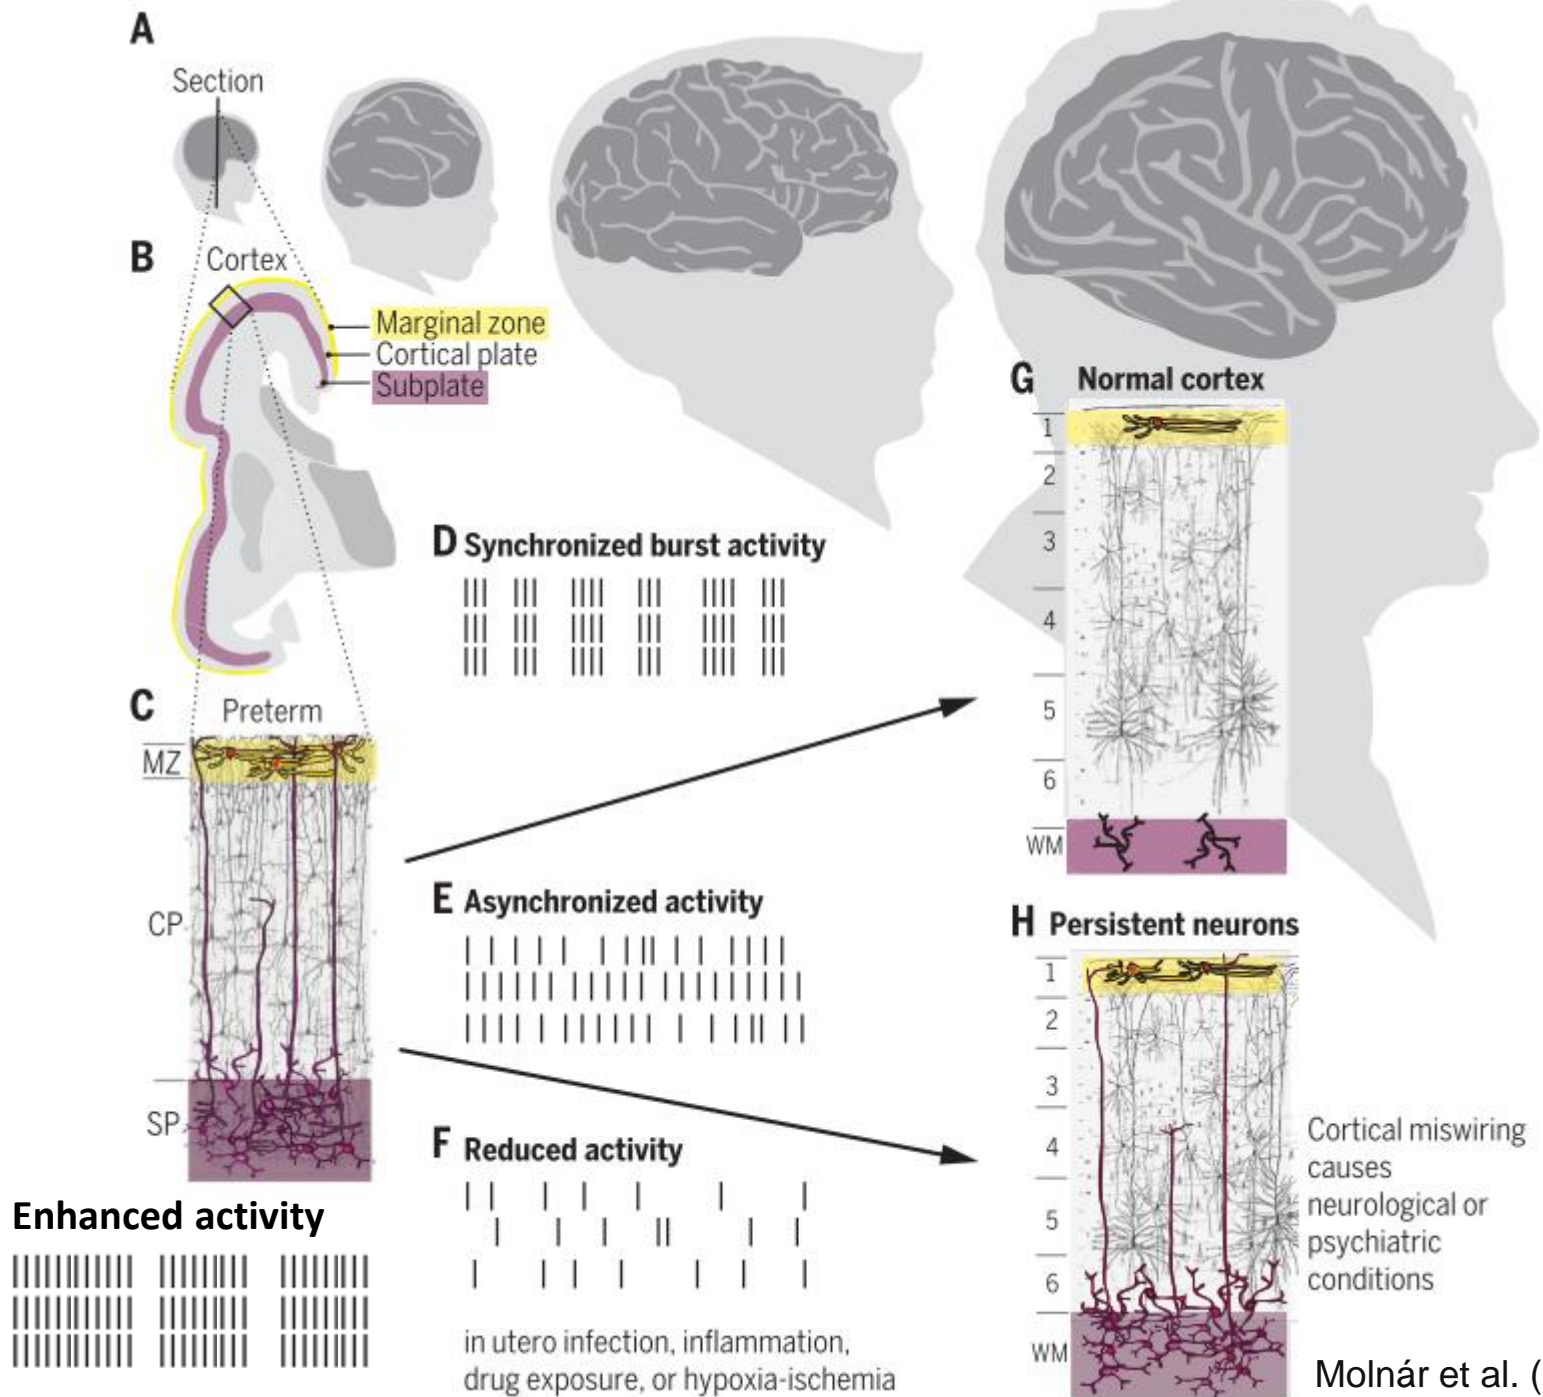 A
Section
B
Cortex
Marginal zone
Cortical plate
Subplate
C
Preterm
MZ
CP
SP
Enhanced activity
D Synchronized burst activity
E Asynchronized activity
F Reduced activity
in utero infection, inflammation,
drug exposure, or hypoxia-ischemia
G Normal cortex
1
2
3
4
5
6
WM
H Persistent neurons
1
2
3
4
5
6
WM
Cortical miswiring
causes
neurological or
psychiatric
conditions
Molnár et al. (